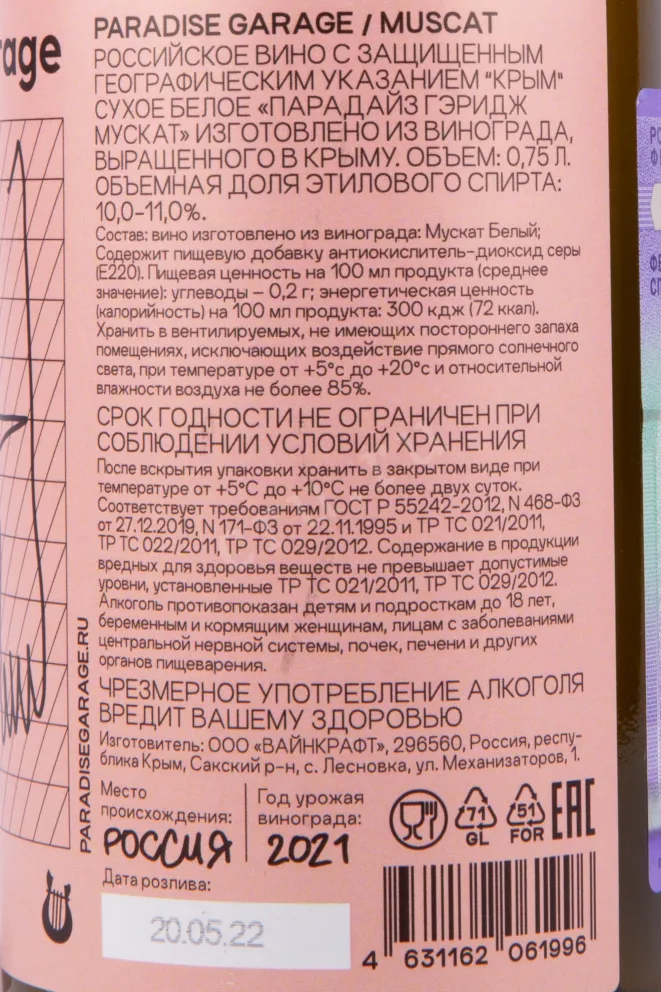 rage
PARADISE GARAGE / MUSCAT
РОССИЙСКОЕ ВИНО С ЗАЩИЩЕННЫМ
ГЕОГРАФИЧЕСКИМ УКАЗАНИЕМ "КРЫМ"
СУХОЕ БЕЛОЕ «ПАРАДАЙЗ ГЭРИДЖ
МУСКАТ» ИЗГОТОВЛЕНО ИЗ ВИНОГРАДА,
ВЫРАЩЕННОГО В КРЫМУ. ОБЪЕМ: 0,75 Л.
ОБЪЕМНАЯ ДОЛЯ ЭТИЛОВОГО СПИРТА:
10,0-11,0%.
Состав: вино изготовлено из винограда: Мускат Белый;
Содержит пищевую добавку антиокислитель-диоксид серы
(E220). Пищевая ценность на 100 мл продукта (среднее
значение): углеводы – 0,2 г; энергетическая ценность
(калорийность) на 100 мл продукта: 300 кдж (72 ккал).
Хранить в вентилируемых, не имеющих постороннего запаха
помещениях, исключающих воздействие прямого солнечного
света, при температуре от +5°с до +20°с и относительной
влажности воздуха не более 85%.
СРОК ГОДНОСТИ НЕ ОГРАНИЧЕН ПРИ
СОБЛЮДЕНИИ УСЛОВИЙ ХРАНЕНИЯ
После вскрытия упаковки хранить в закрытом виде при
температуре от +5°C до +10°C не более двух суток.
Соответствует требованиям ГОСТ Р 55242-2012, N 468-ФЗ
от 27.12.2019, N 171-ФЗ от 22.11.1995 и ТР ТС 021/2011,
ТР ТС 022/2011, ТР ТС 029/2012. Содержание в продукции
вредных для здоровья веществ не превышает допустимые
уровни, установленные ТР ТС 021/2011, ТР ТС 029/2012.
Алкоголь противопоказан детям и подросткам до 18 лет,
беременным и кормящим женщинам, лицам с заболеваниями
центральной нервной системы, почек, печени и других
органов пищеварения.
ЧРЕЗМЕРНОЕ УПОТРЕБЛЕНИЕ АЛКОГОЛЯ
ВРЕДИТ ВАШЕМУ ЗДОРОВЬЮ
Изготовитель: ООО «ВАЙНКРАФТ», 296560, Россия, респу-
блика Крым, Сакский р-н, с. Лесновка, ул. Механизаторов, 1.
PARADISEGARAGE.RU
Место
происхождения:
РОССИЯ
Год урожая
винограда:
2021
71
GL
51
FOR
EAC
Дата розлива:
20.05.22
4 631162 061996